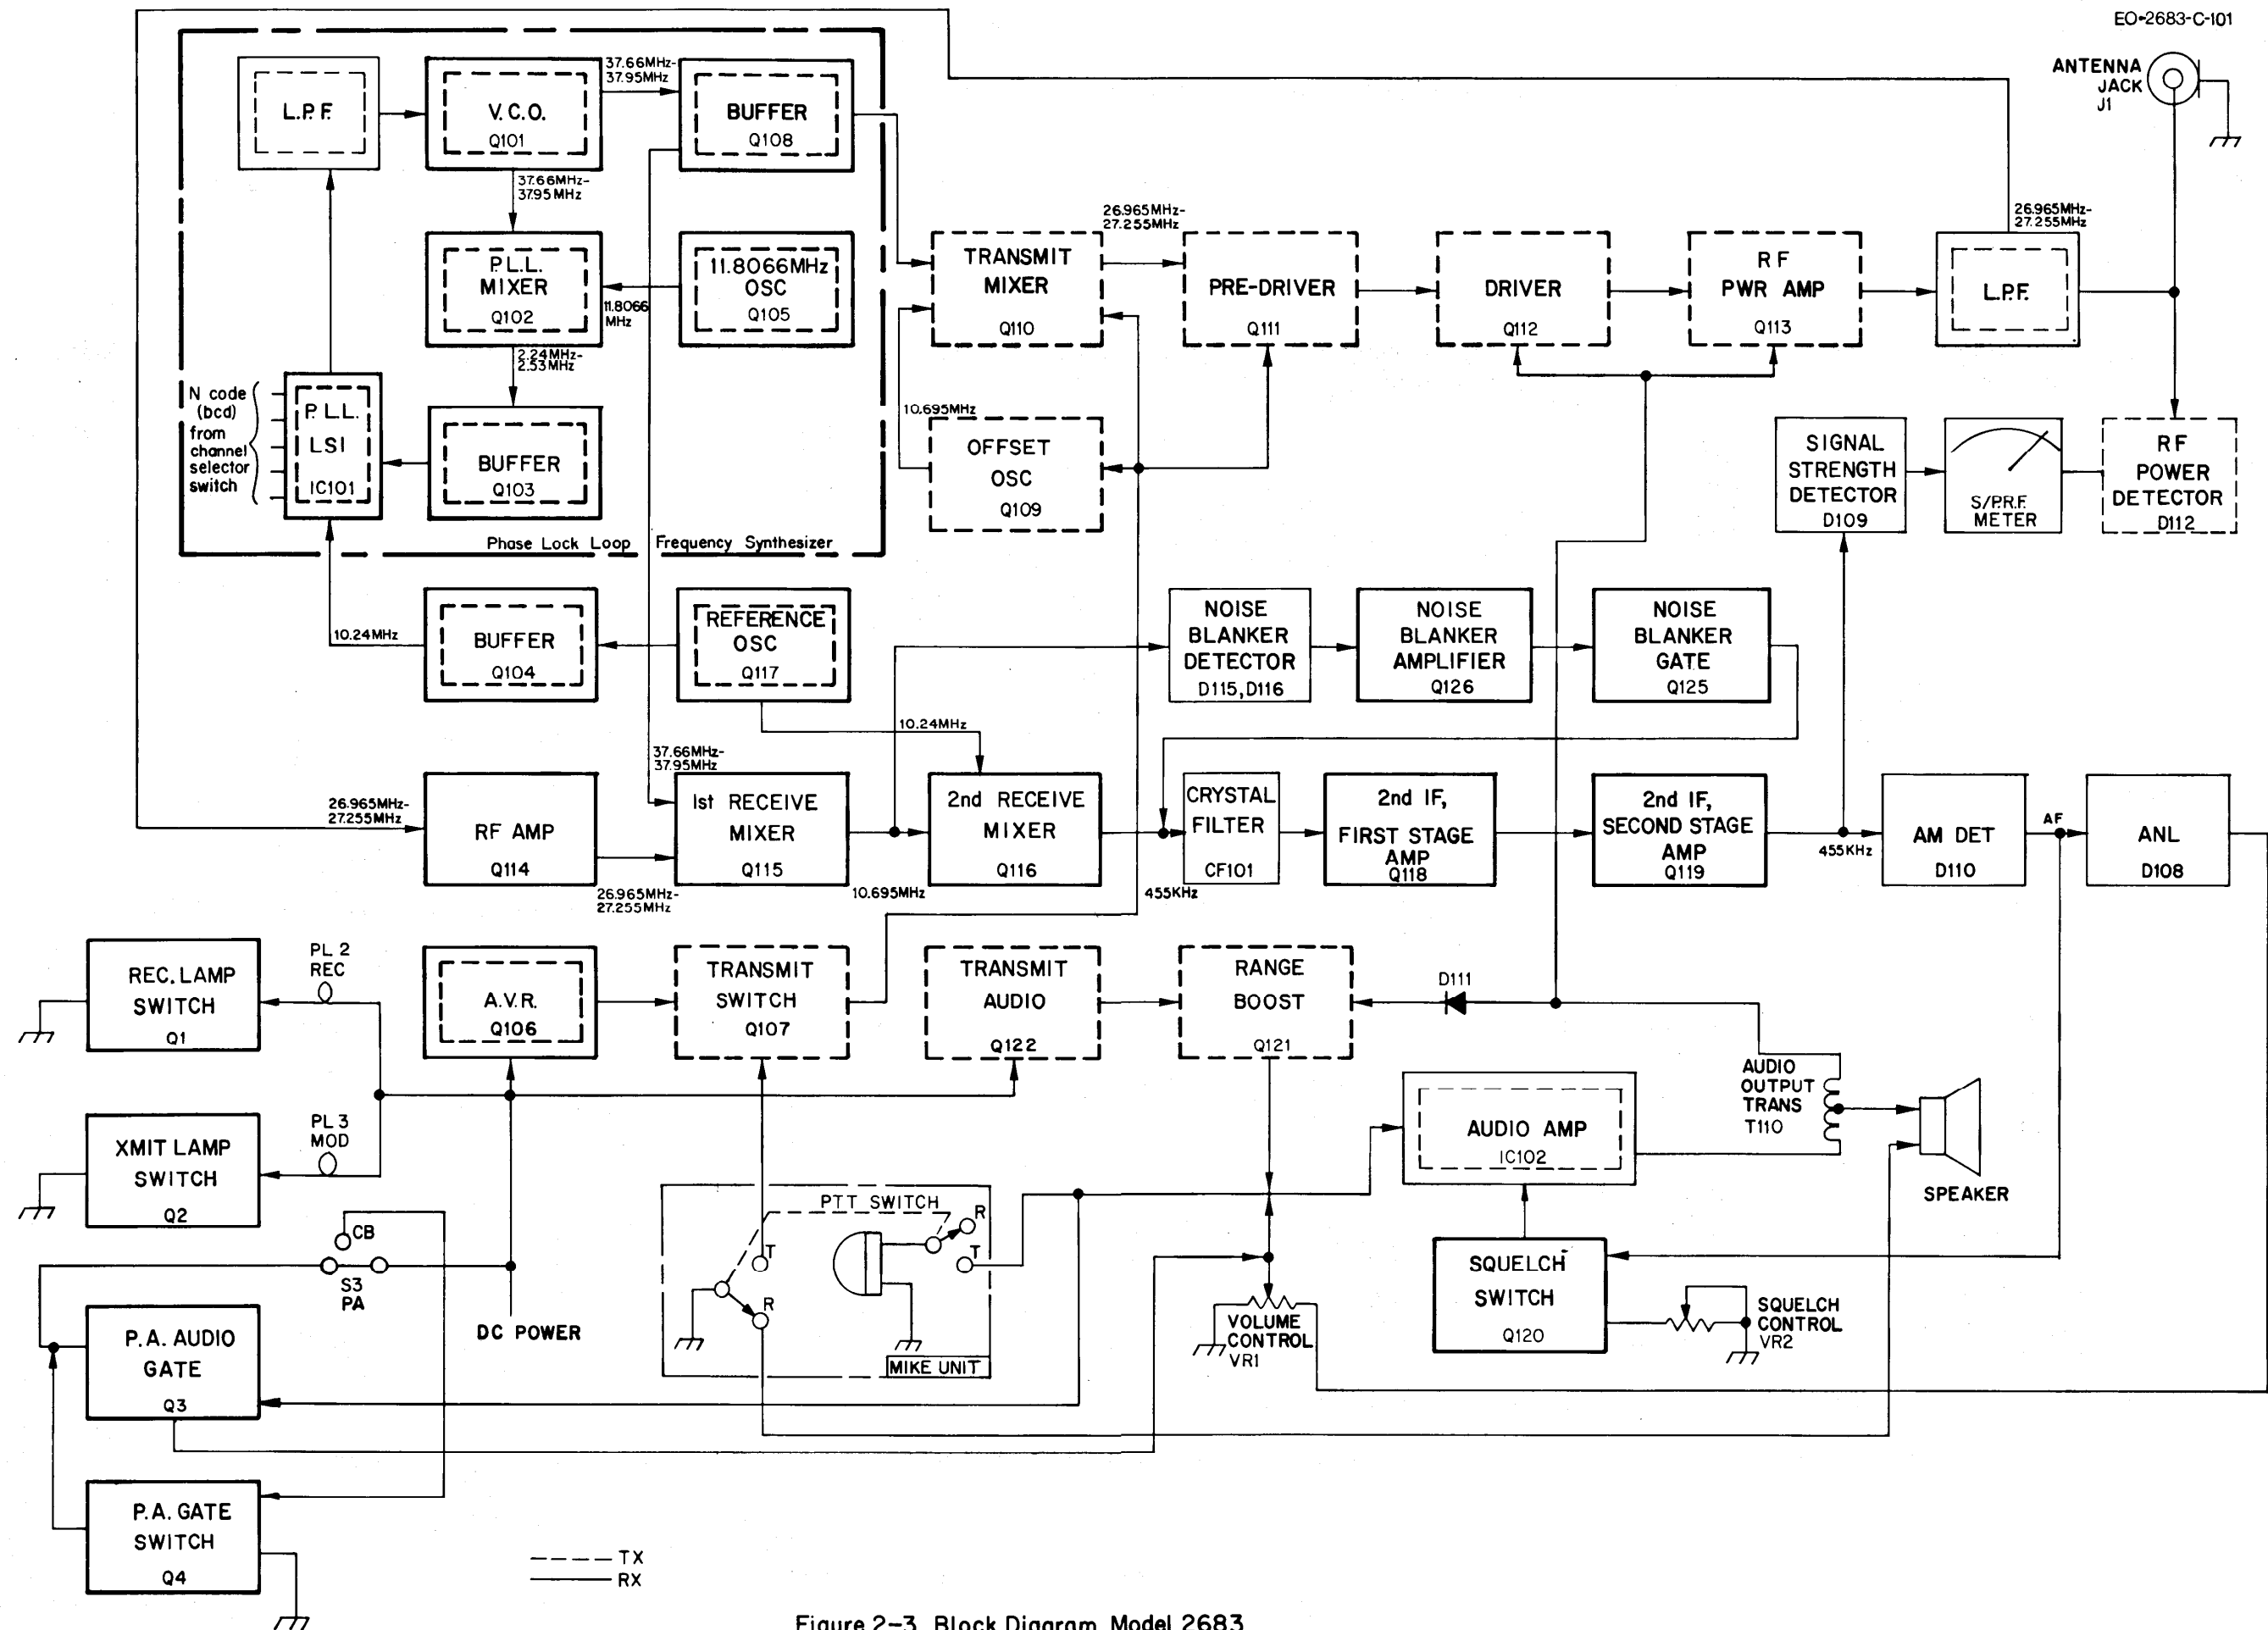 EO-2683-C-101
ANTENNA
JACK
J1
L.P.F.
V.C.O.
Q101
37.66MHz-
37.95MHz
BUFFER
Q108
37.66MHz-
37.95MHz
P.L.L.
MIXER
Q102
11.8066MHz
OSC
Q105
11.8066
MHz
2.24MHz-
2.53MHz
N code
(bcd)
from
channel
selector
switch
P.L.L.
LSI
IC101
BUFFER
Q103
Phase Lock Loop Frequency Synthesizer
TRANSMIT
MIXER
Q110
26.965MHz-
27.255MHz
PRE-DRIVER
Q111
DRIVER
Q112
RF
PWR AMP
Q113
26.965MHz-
27.255MHz
L.P.F.
10.695MHz
OFFSET
OSC
Q109
SIGNAL
STRENGTH
DETECTOR
D109
S/P.R.F.
METER
RF
POWER
DETECTOR
D112
10.24MHz
BUFFER
Q104
REFERENCE
OSC
Q117
NOISE
BLANKER
DETECTOR
D115,D116
NOISE
BLANKER
AMPLIFIER
Q126
NOISE
BLANKER
GATE
Q125
10.24MHz
37.66MHz-
37.95MHz
26.965MHz-
27.255MHz
RF AMP
Q114
26.965MHz-
27.255MHz
1st RECEIVE
MIXER
Q115
10.695MHz
2nd RECEIVE
MIXER
Q116
455KHz
CRYSTAL
FILTER
CF101
2nd IF,
FIRST STAGE
AMP
Q118
2nd IF,
SECOND STAGE
AMP
Q119
455KHz
AM DET
D110
AF
ANL
D108
REC. LAMP
SWITCH
Q1
PL 2
REC
A.V.R.
Q106
TRANSMIT
SWITCH
Q107
TRANSMIT
AUDIO
Q122
RANGE
BOOST
Q121
D111
AUDIO
OUTPUT
TRANS
T110
XMIT LAMP
SWITCH
Q2
PL 3
MOD
AUDIO AMP
IC102
SPEAKER
PTT SWITCH
T
R
R
T
MIKE UNIT
CB
S3
PA
DC POWER
SQUELCH
SWITCH
Q120
SQUELCH
CONTROL
VR2
VOLUME
CONTROL
VR1
P.A. AUDIO
GATE
Q3
P.A. GATE
SWITCH
Q4
TX
RX
Figure 2-3 Block Diagram, Model 2683